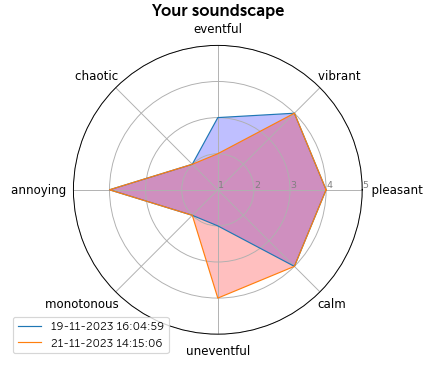 Your soundscape
eventful
chaotic
vibrant
annoying
1 2 3 4 5
pleasant
monotonous
calm
19-11-2023 16:04:59
21-11-2023 14:15:06
uneventful